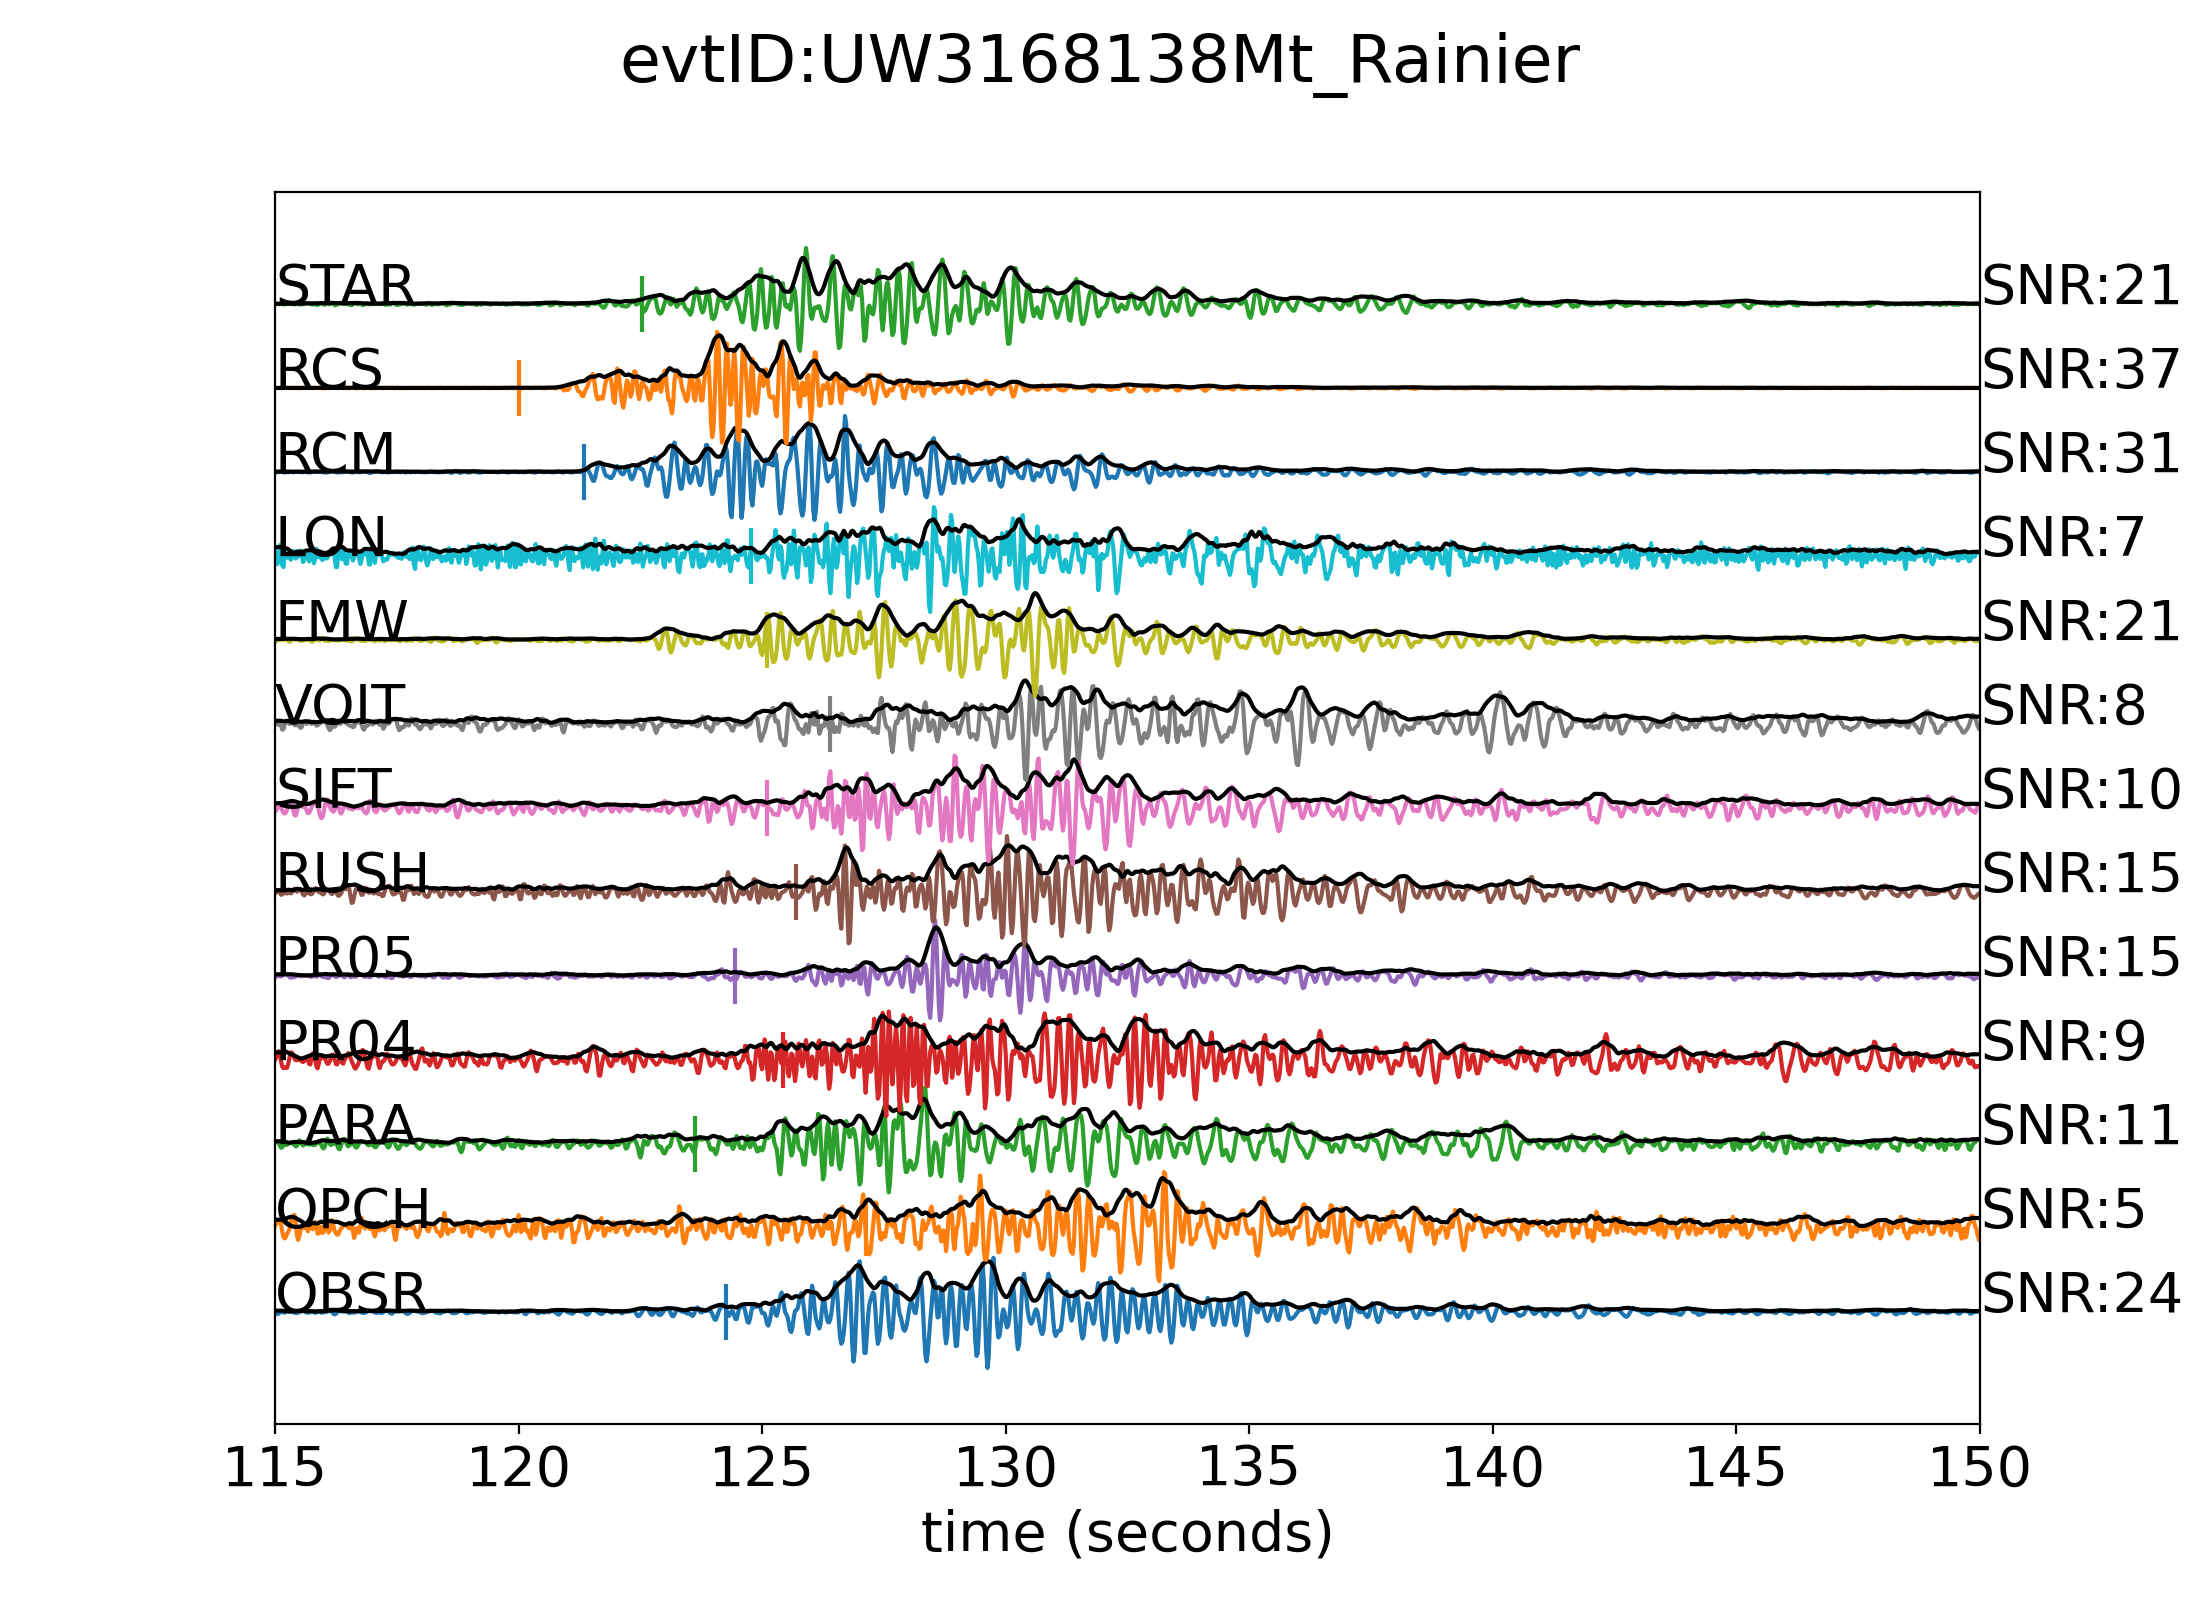 evtID:UW3168138Mt_Rainier
STAR SNR:21
RCS SNR:37
RCM SNR:31
LON SNR:7
FMW SNR:21
VOIT SNR:8
SIFT SNR:10
RUSH SNR:15
PR05 SNR:15
PR04 SNR:9
PARA SNR:11
OPCH SNR:5
OBSR SNR:24
115 120 125 130 135 140 145 150
time (seconds)